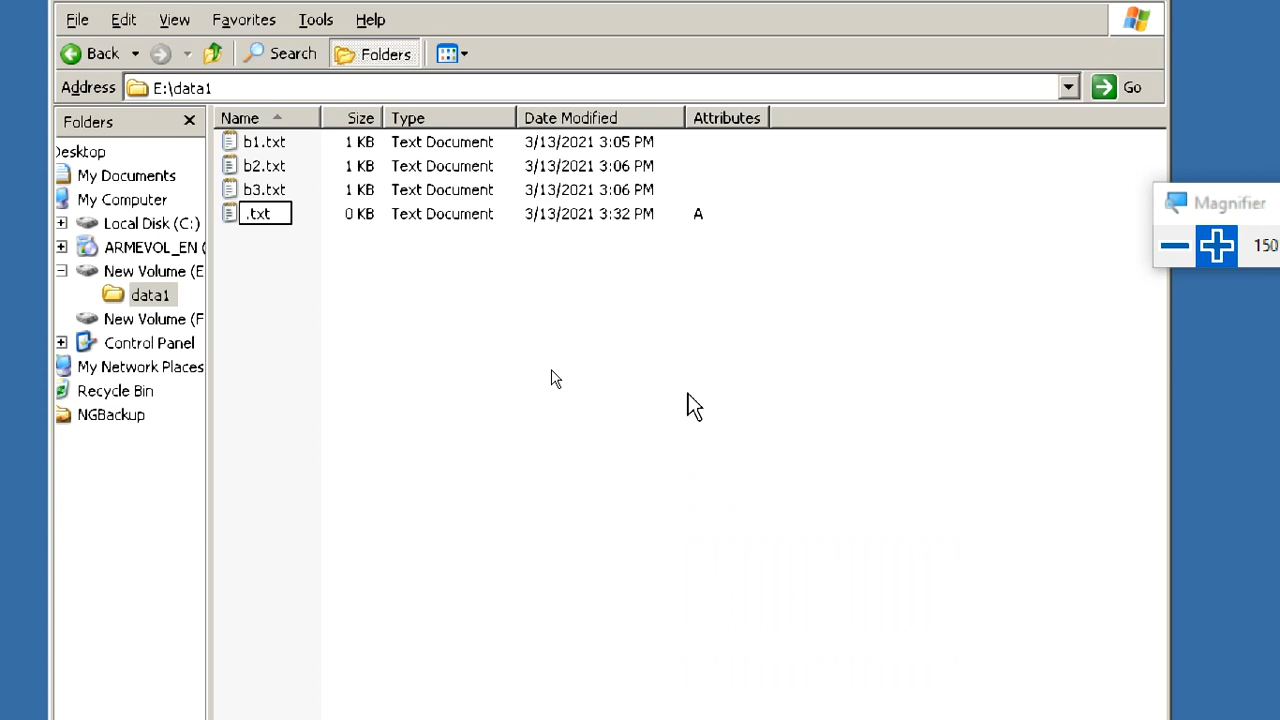 File Edit View Favorites Tools Help
Back Search Folders
Address E:\data1 Go
Folders
Name Size Type Date Modified Attributes
b1.txt 1 KB Text Document 3/13/2021 3:05 PM
b2.txt 1 KB Text Document 3/13/2021 3:06 PM
b3.txt 1 KB Text Document 3/13/2021 3:06 PM
.txt 0 KB Text Document 3/13/2021 3:32 PM A
Desktop
My Documents
My Computer
Local Disk (C:)
ARMEVOL_EN (
New Volume (E
data1
New Volume (F
Control Panel
My Network Places
Recycle Bin
NGBackup
Magnifier
150